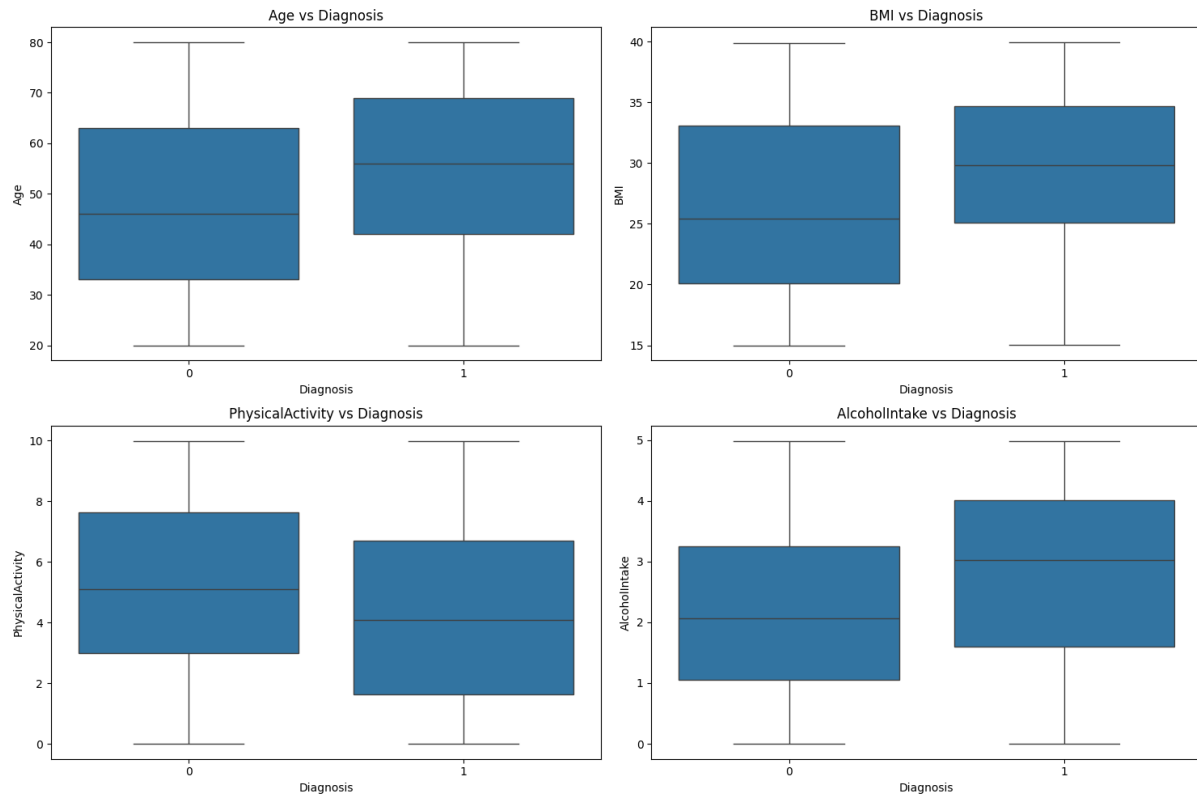 Age vs Diagnosis
80
70
60
50
40
30
20
Age
0
1
Diagnosis
BMI vs Diagnosis
40
35
30
25
20
15
BMI
0
1
Diagnosis
PhysicalActivity vs Diagnosis
10
8
6
4
2
0
PhysicalActivity
0
1
Diagnosis
AlcoholIntake vs Diagnosis
5
4
3
2
1
0
AlcoholIntake
0
1
Diagnosis